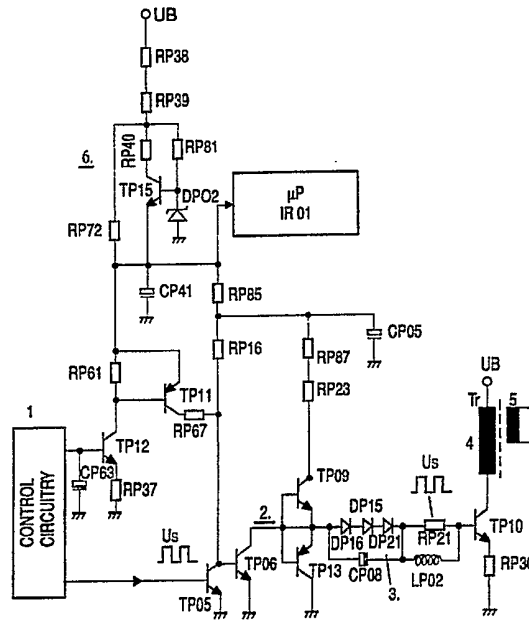 UB
RP38
RP39
RP40
RP81
6.
TP15
DPO2
µP
IR 01
RP72
CP41
RP85
CP05
RP16
RP87
RP61
TP11
RP23
UB
RP67
Tr
5
1
4
TP12
CP63
RP37
CONTROL
CIRCUITRY
TP09
Us
Us
2.
DP15
DP16
DP21
RP21
TP10
TP06
TP13
CP08
LP02
RP30
3.
TP05